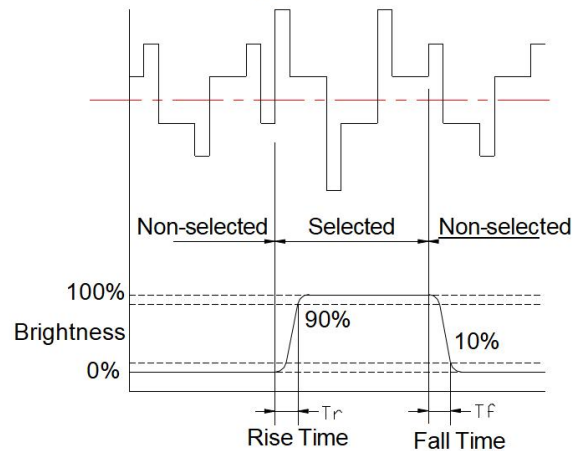 Non-selected
Selected
Non-selected
100%
90%
Brightness
10%
0%
Tr
Tf
Rise Time
Fall Time